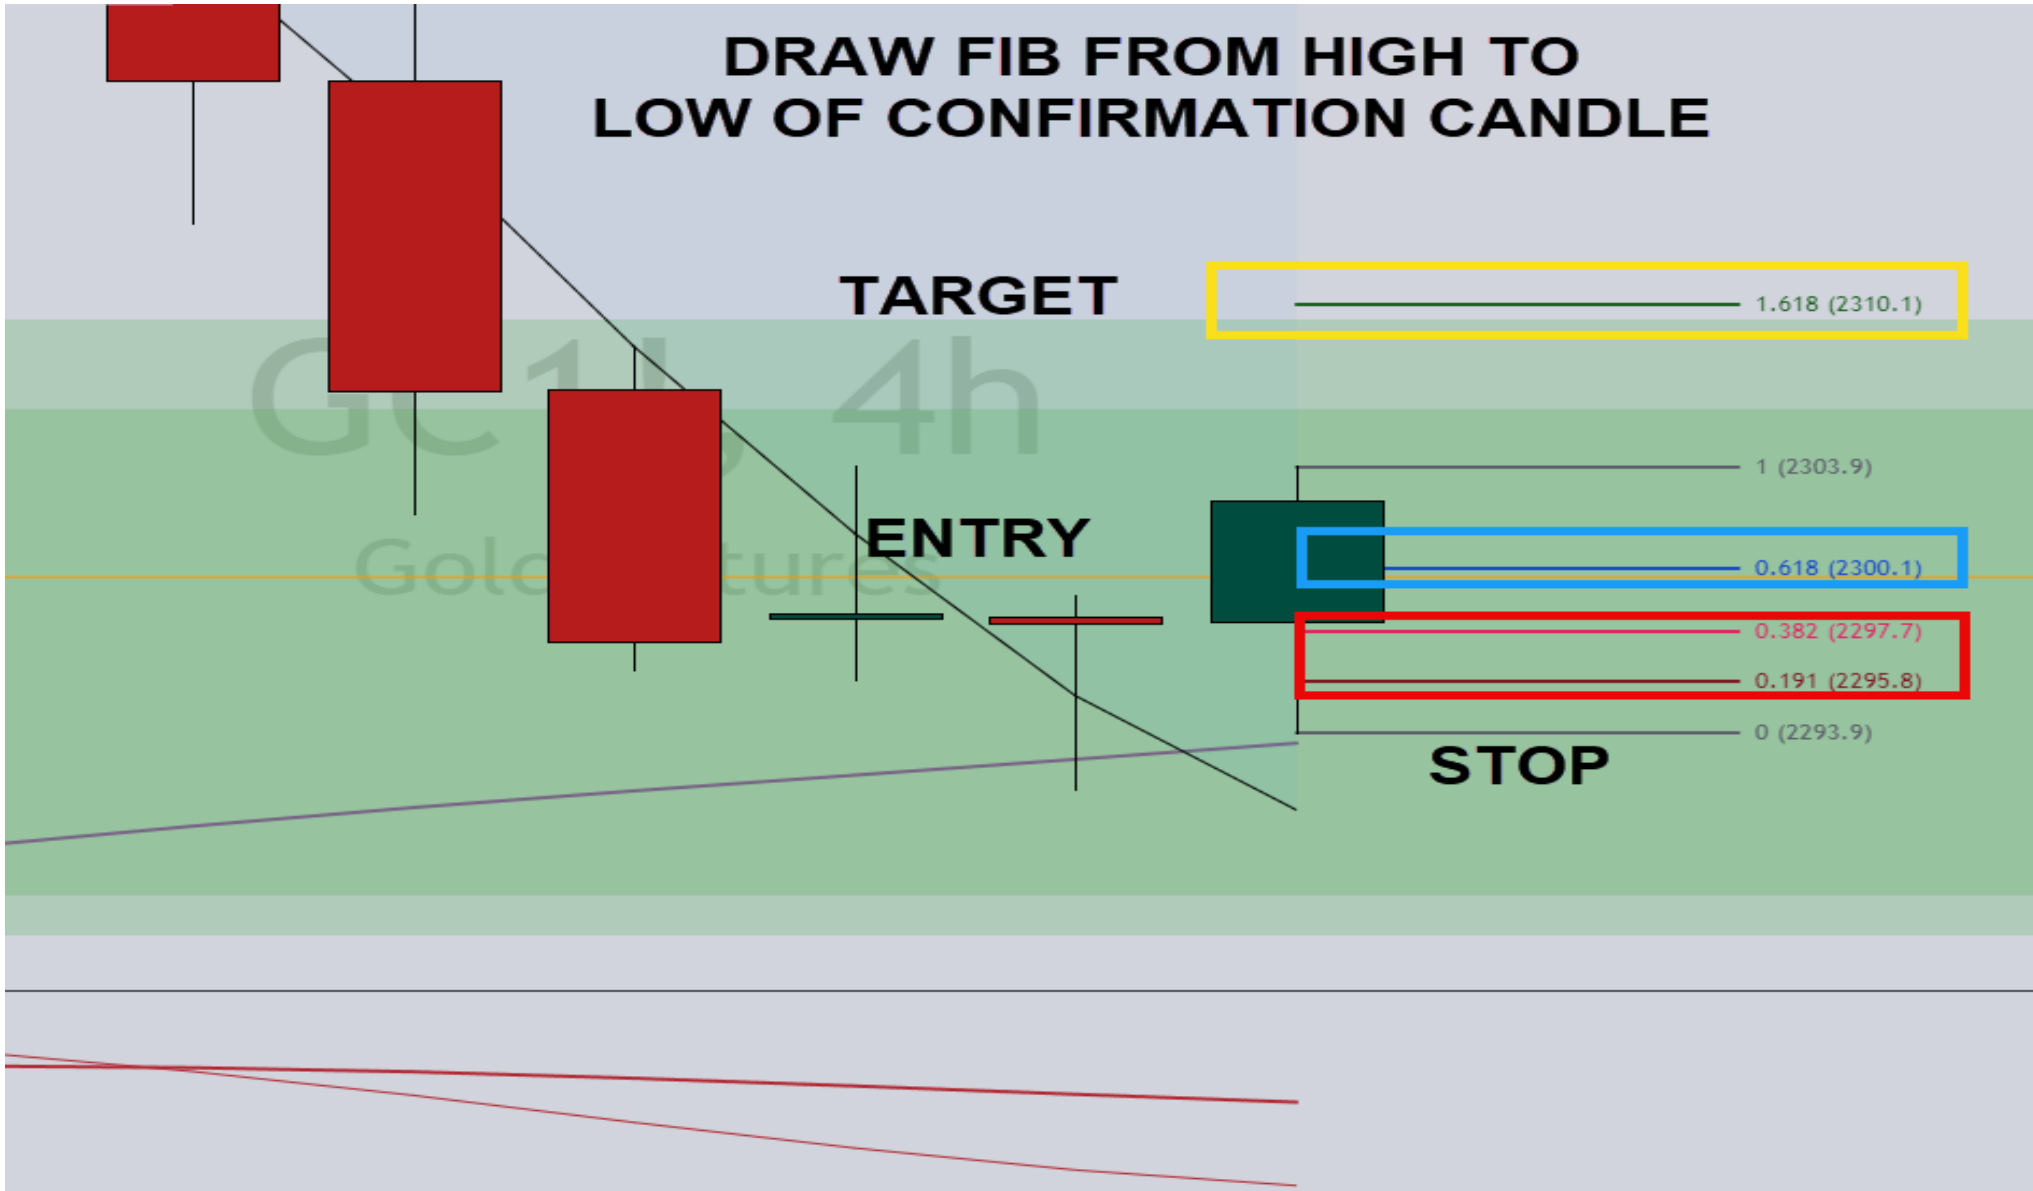 DRAW FIB FROM HIGH TO
LOW OF CONFIRMATION CANDLE
TARGET
1.618 (2310.1)
4h
1 (2303.9)
ENTRY
0.618 (2300.1)
0.382 (2297.7)
0.191 (2295.8)
0 (2293.9)
STOP